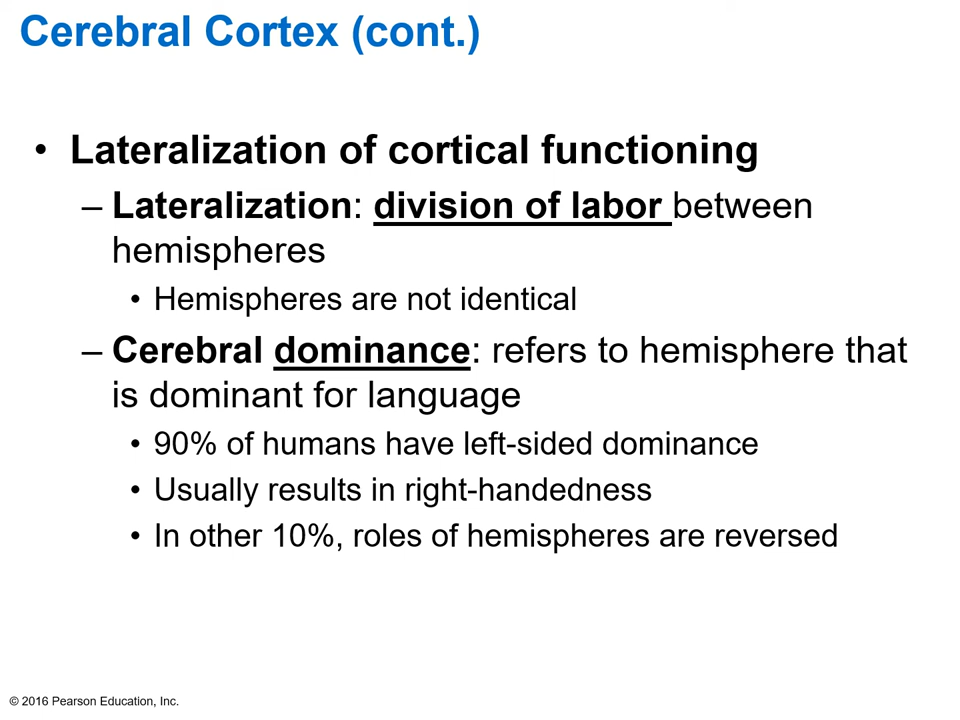 Cerebral Cortex (cont.)
• Lateralization of cortical functioning
– Lateralization: division of labor between
hemispheres
• Hemispheres are not identical
– Cerebral dominance: refers to hemisphere that
is dominant for language
• 90% of humans have left-sided dominance
• Usually results in right-handedness
• In other 10%, roles of hemispheres are reversed
© 2016 Pearson Education, Inc.